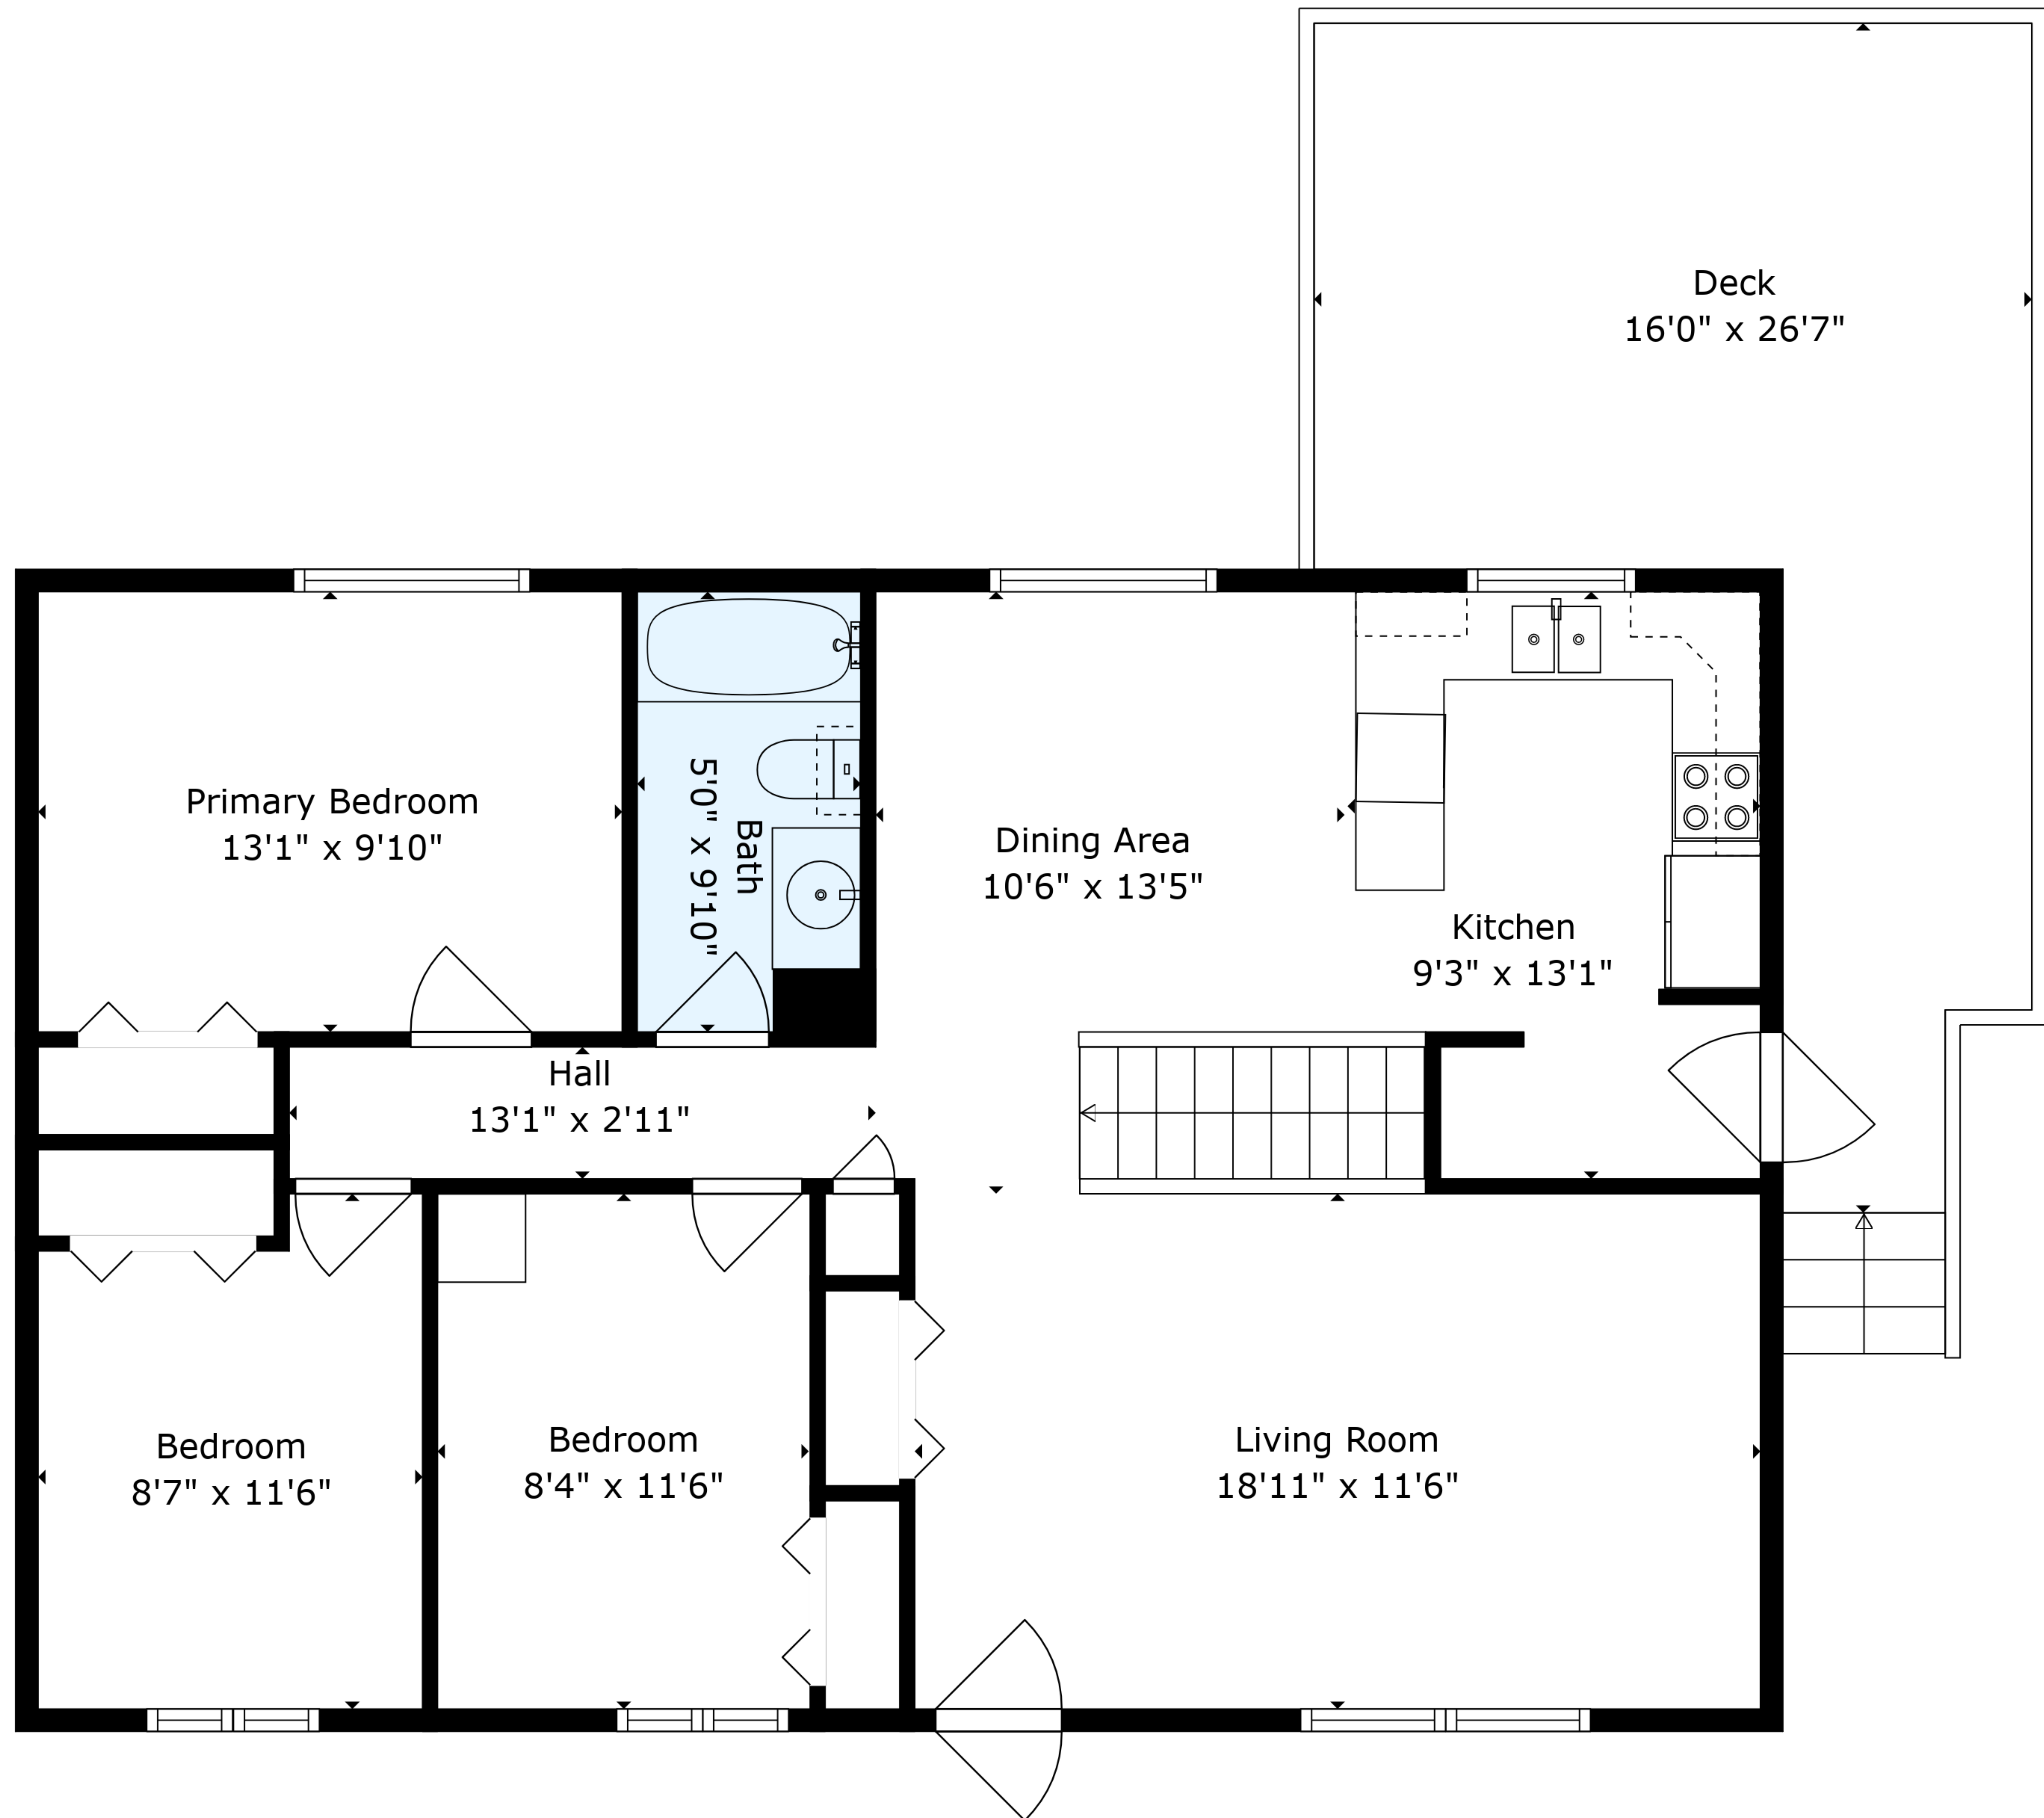 Deck
16'0" x 26'7"
Primary Bedroom
13'1" x 9'10"
Bath
5'0" x 9'10"
Dining Area
10'6" x 13'5"
Kitchen
9'3" x 13'1"
Hall
13'1" x 2'11"
Bedroom
8'7" x 11'6"
Bedroom
8'4" x 11'6"
Living Room
18'11" x 11'6"